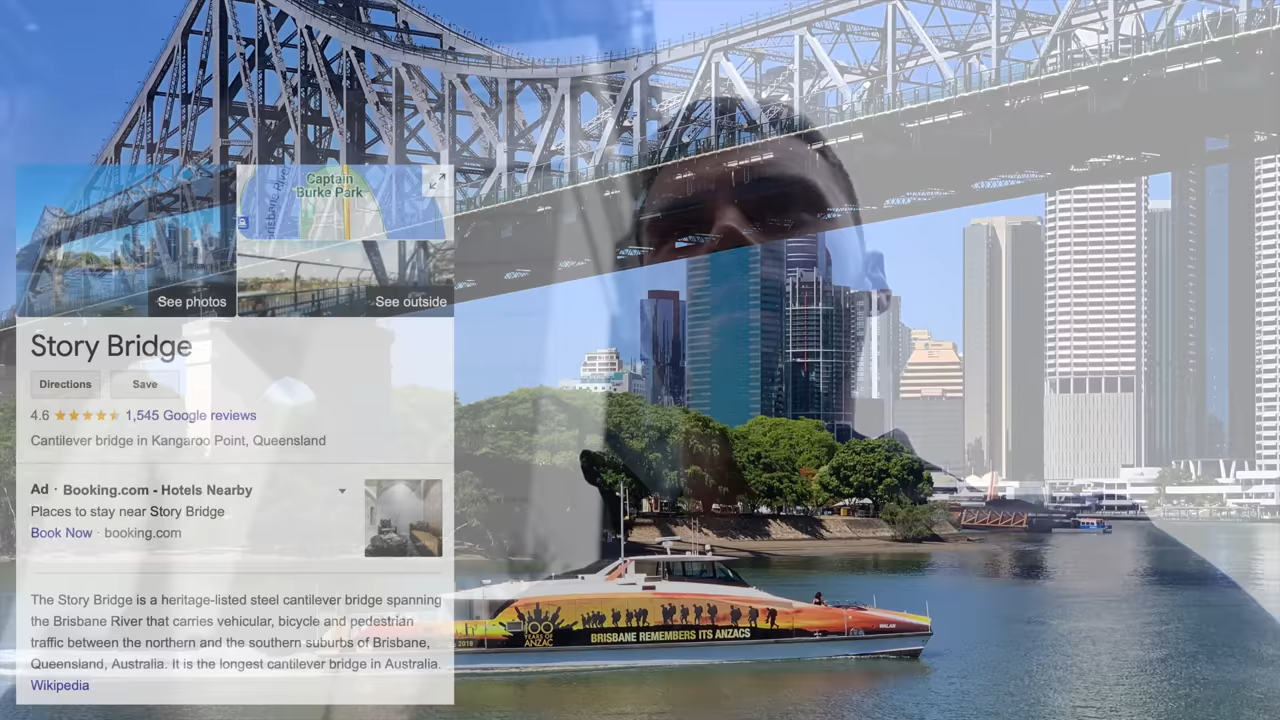 Captain
Burke Park
See photos
See outside
Story Bridge
Directions
Save
4.6
1,545 Google reviews
Cantilever bridge in Kangaroo Point, Queensland
Ad · Booking.com - Hotels Nearby
Places to stay near Story Bridge
Book Now · booking.com
The Story Bridge is a heritage-listed steel cantilever bridge spanning
the Brisbane River that carries vehicular, bicycle and pedestrian
traffic between the northern and the southern suburbs of Brisbane,
Queensland, Australia. It is the longest cantilever bridge in Australia.
Wikipedia
100
YEARS OF
ANZAC
BRISBANE REMEMBERS ITS ANZACS
2018